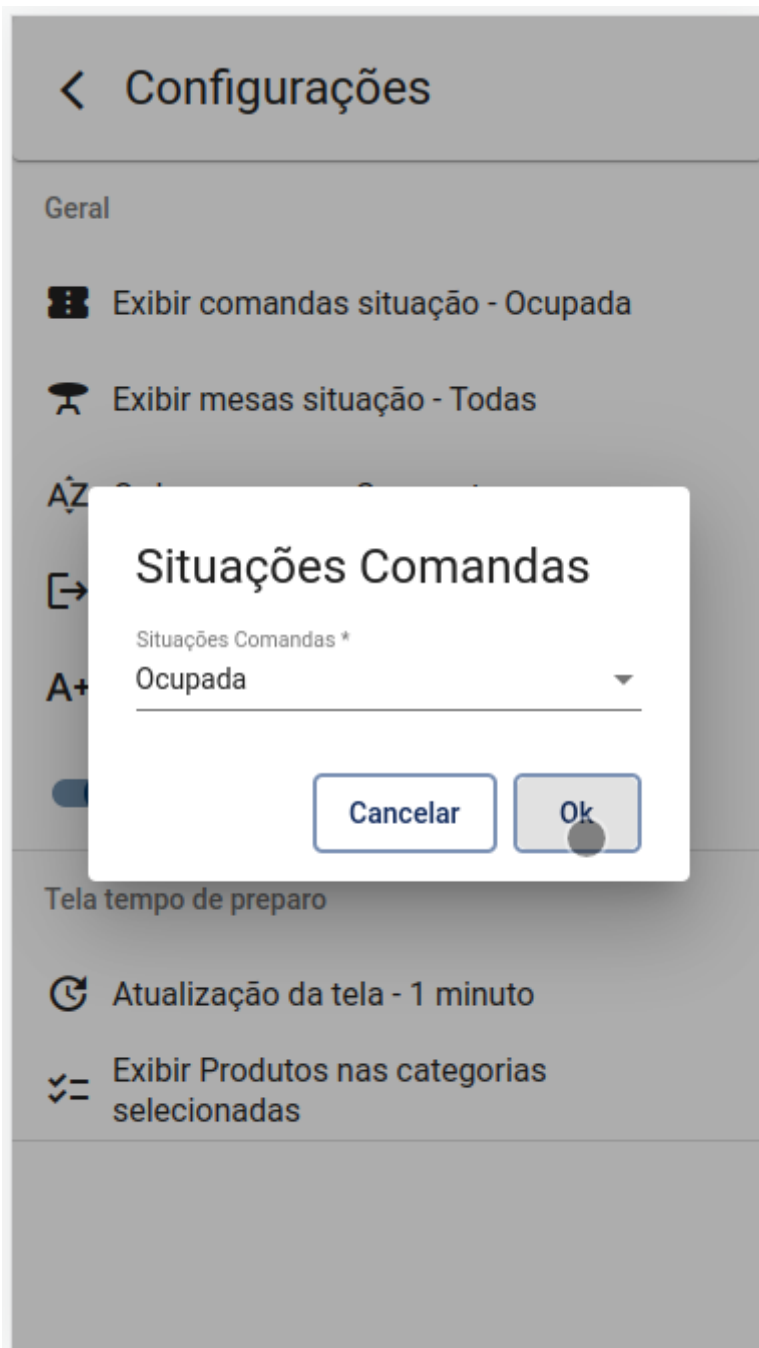 Configurações
Geral
Exibir comandas situação - Ocupada
Exibir mesas situação - Todas
AZ
Situações Comandas
Situações Comandas *
Ocupada
A+
Cancelar
Ok
Tela tempo de preparo
Atualização da tela - 1 minuto
Exibir Produtos nas categorias
selecionadas